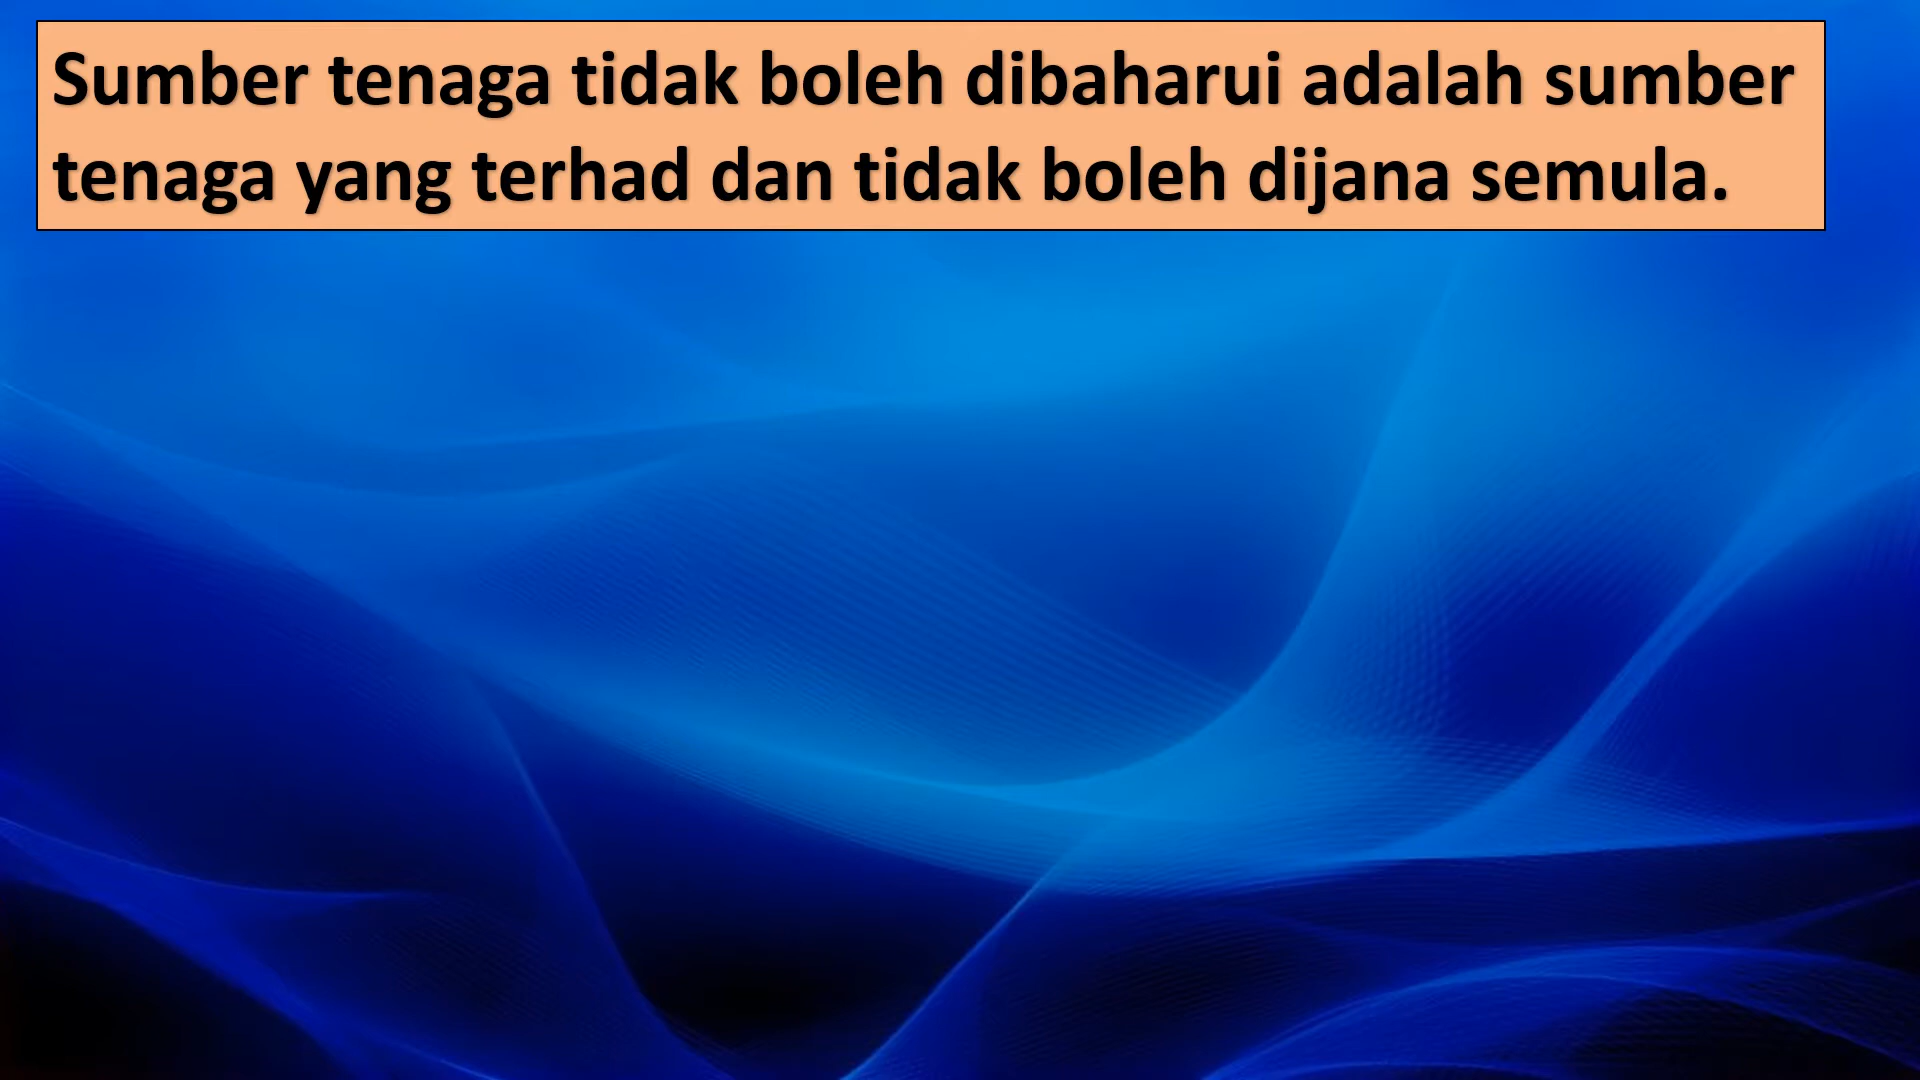 Sumber tenaga tidak boleh dibaharui adalah sumber
tenaga yang terhad dan tidak boleh dijana semula.